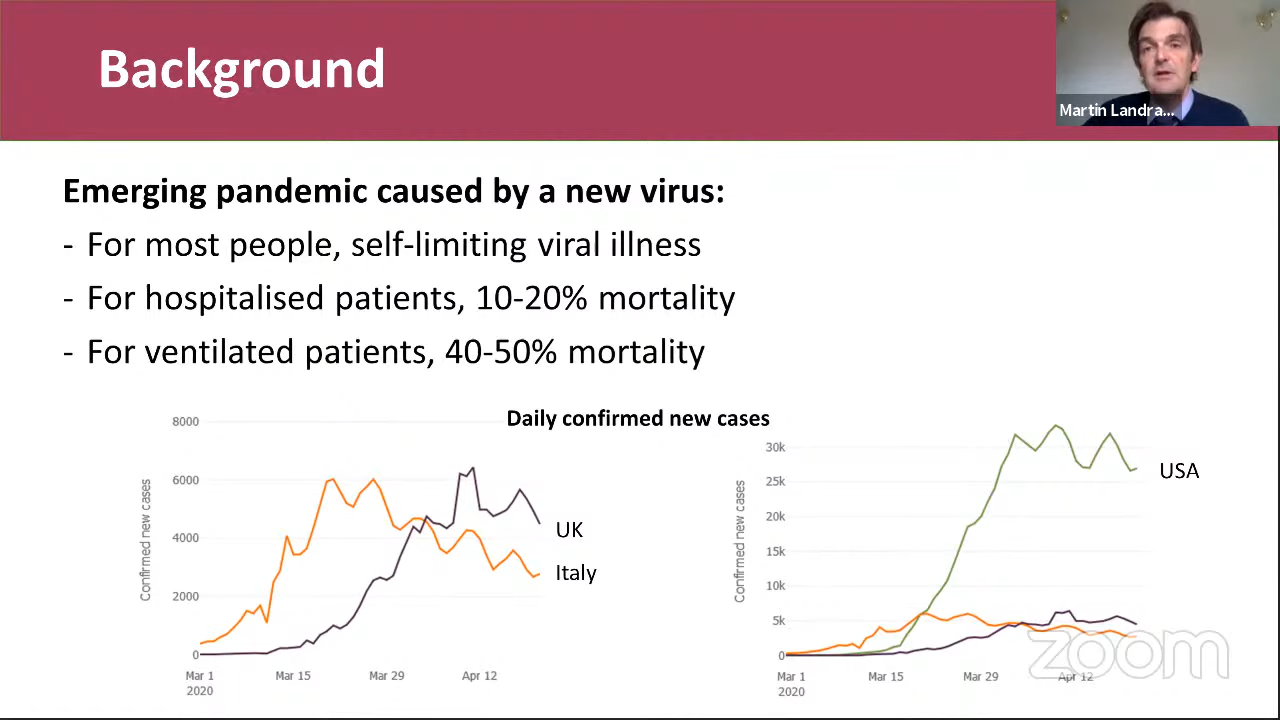 Background
Martin Landra...
Emerging pandemic caused by a new virus:
- For most people, self-limiting viral illness
- For hospitalised patients, 10-20% mortality
- For ventilated patients, 40-50% mortality
Daily confirmed new cases
8000
6000
4000
2000
0
Confirmed new cases
UK
Italy
Mar 1
2020
Mar 15
Mar 29
Apr 12
30k
25k
20k
15k
10k
5k
0
Confirmed new cases
USA
Mar 1
2020
Mar 15
Mar 29
Apr 12
zoom